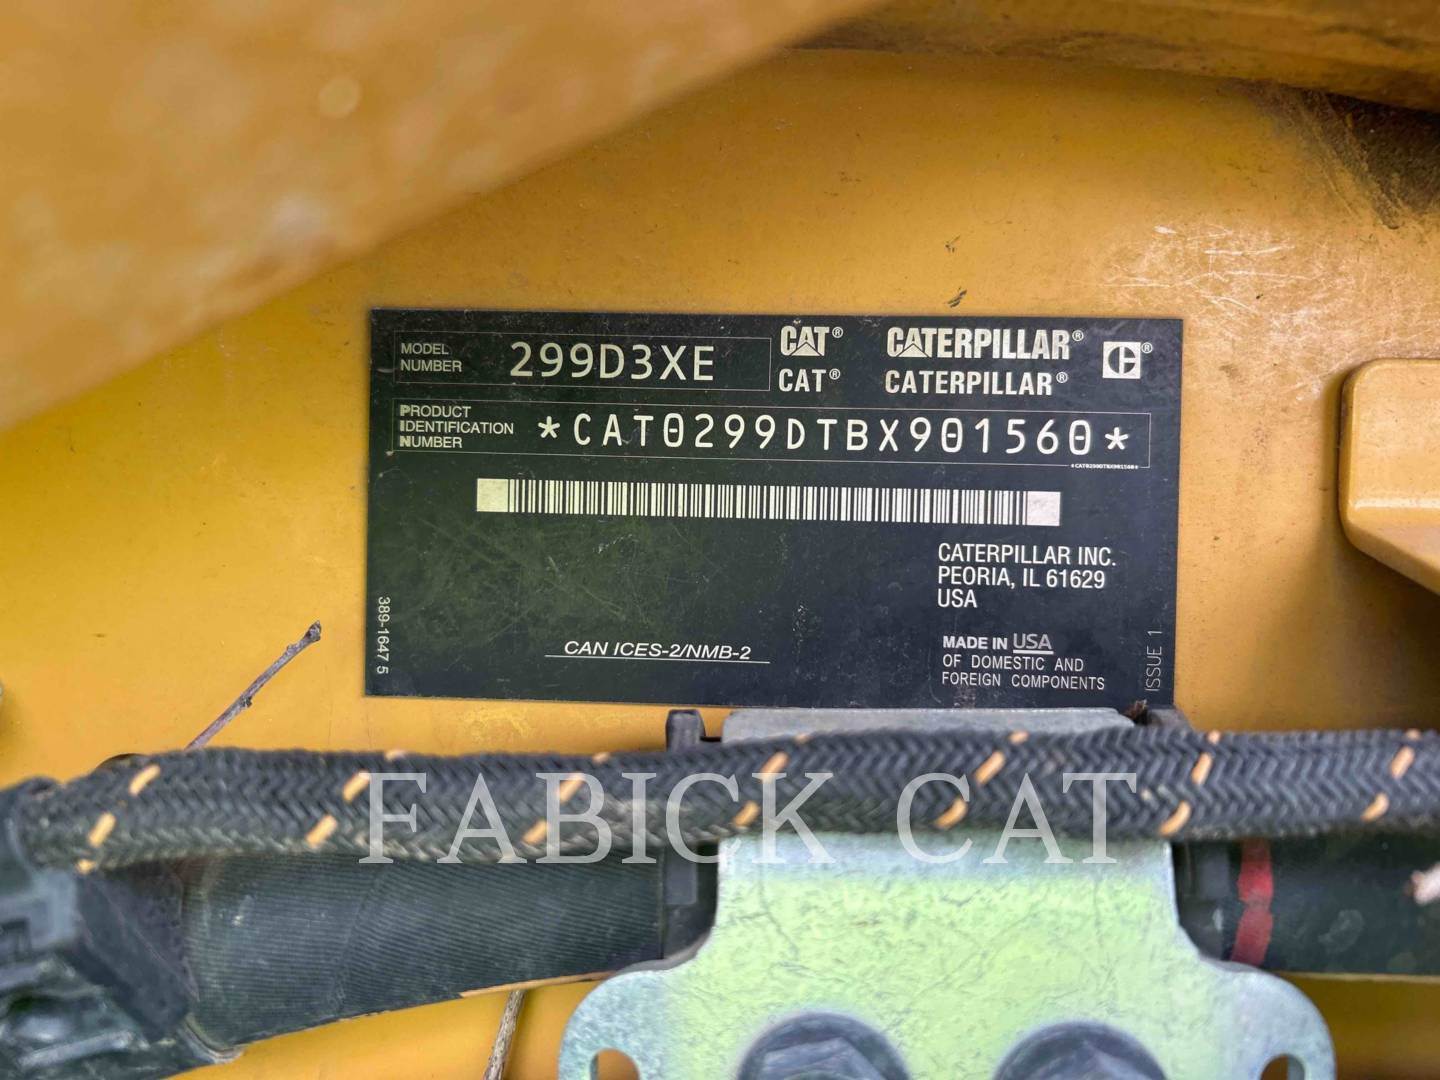 MODEL
NUMBER
299D3XE
CAT® CATERPILLAR® ®
CAT® CATERPILLAR®
PRODUCT
IDENTIFICATION
NUMBER
*CAT0299DTBX901560*
*CAT0299DTBX901560*
CATERPILLAR INC.
PEORIA, IL 61629
USA
389-1647 5
CAN ICES-2/NMB-2
MADE IN USA
OF DOMESTIC AND
FOREIGN COMPONENTS
ISSUE 1
FABICK CAT